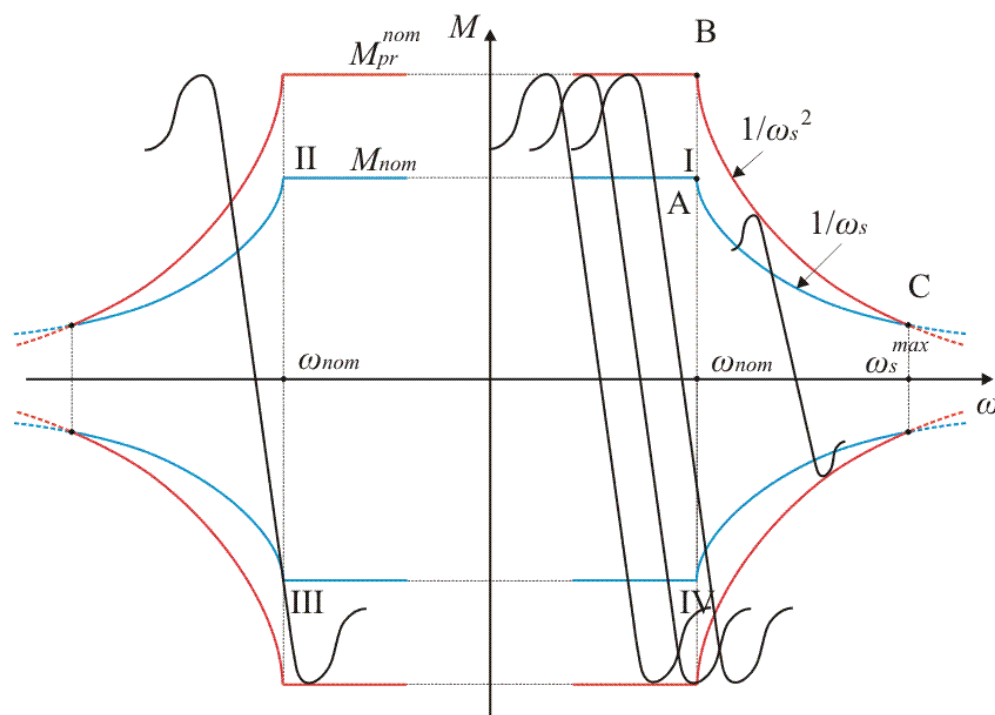 M
B
M_pr^nom
1/ω_s^2
II
M_nom
I
A
1/ω_s
C
ω_nom
ω_nom
ω_s^max
ω
III
IV